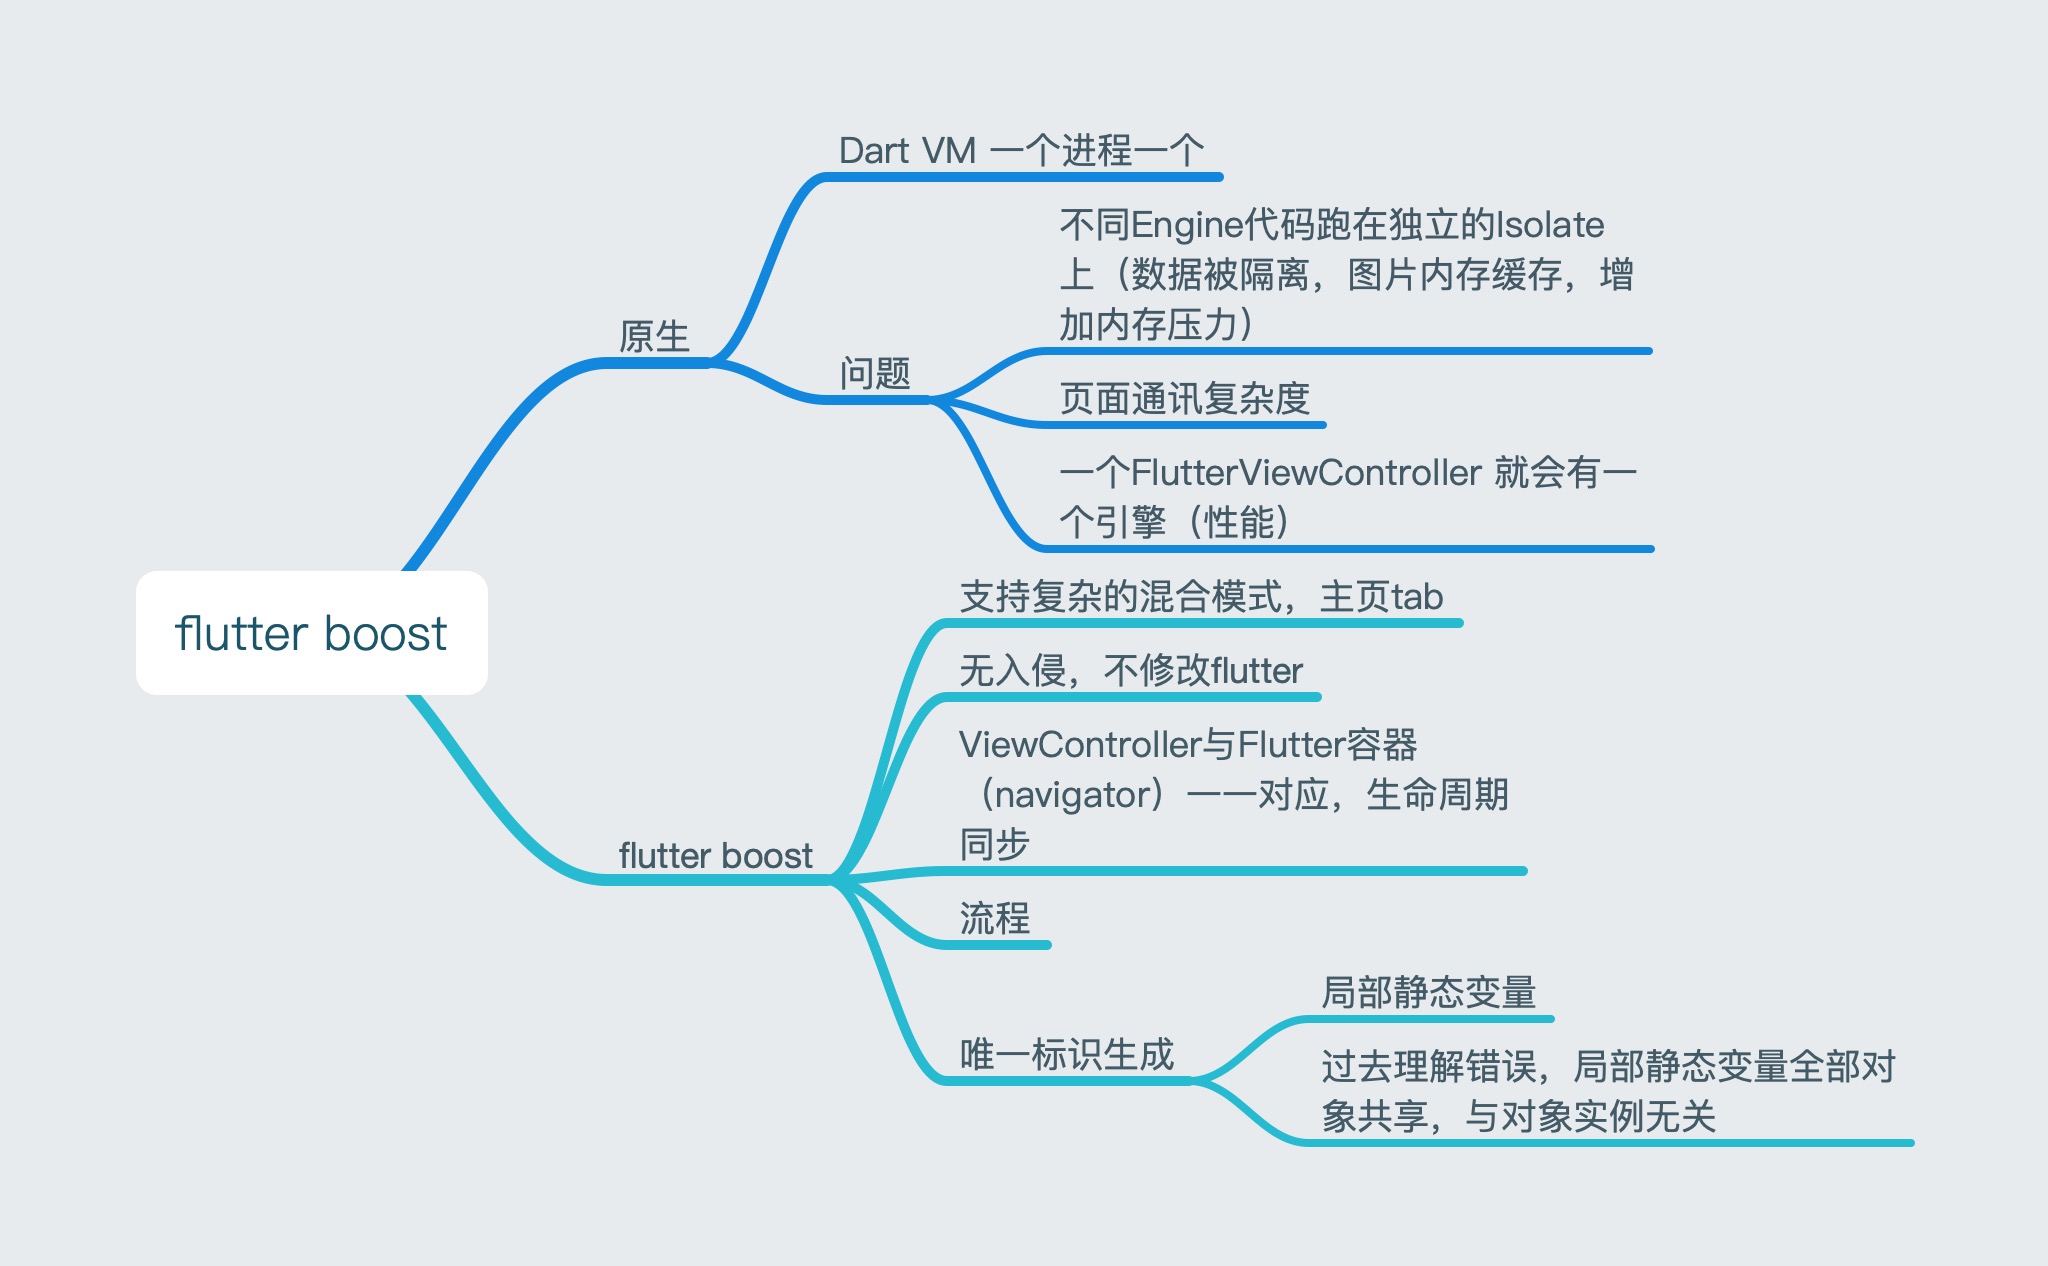 flutter boost
原生
Dart VM 一个进程一个
问题
不同Engine代码跑在独立的Isolate
上（数据被隔离，图片内存缓存，增
加内存压力）
页面通讯复杂度
一个FlutterViewController 就会有一
个引擎（性能）
flutter boost
支持复杂的混合模式，主页tab
无入侵，不修改flutter
ViewController与Flutter容器
（navigator）一一对应，生命周期
同步
流程
唯一标识生成
局部静态变量
过去理解错误，局部静态变量全部对
象共享，与对象实例无关